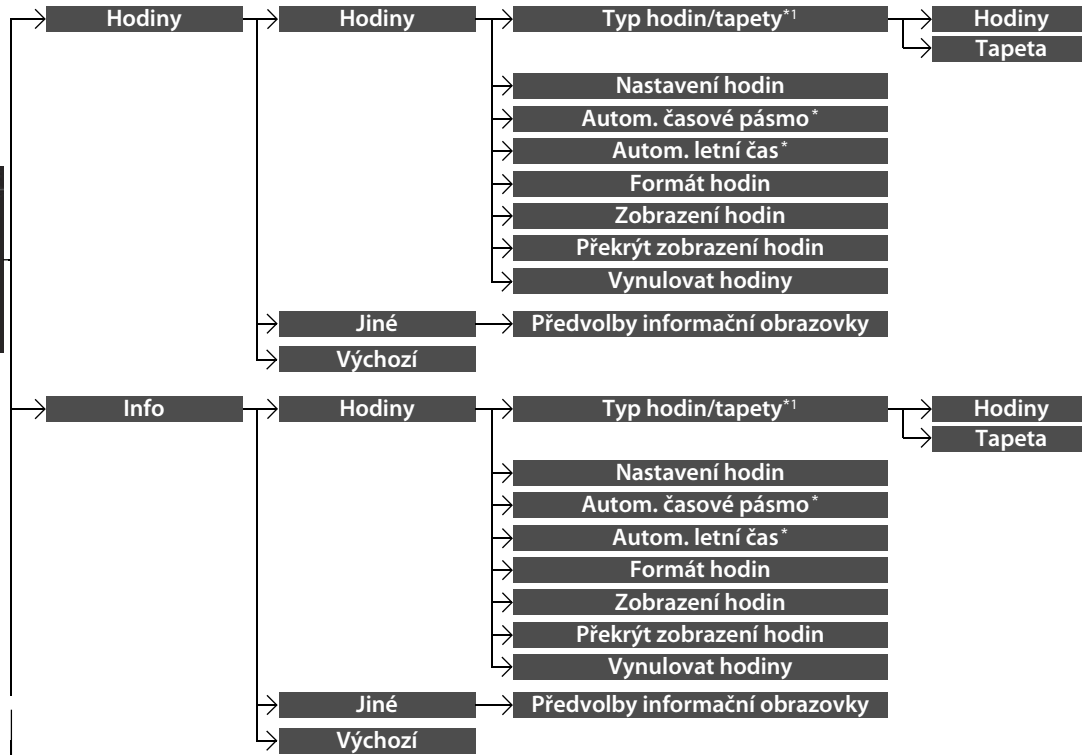 Hodiny Hodiny Typ hodin/tapety*1 Hodiny
Tapeta
Nastavení hodin
Autom. časové pásmo*
Autom. letní čas*
Formát hodin
Zobrazení hodin
Překrýt zobrazení hodin
Vynulovat hodiny
Jiné Předvolby informační obrazovky
Výchozí
Info Hodiny Typ hodin/tapety*1 Hodiny
Tapeta
Nastavení hodin
Autom. časové pásmo*
Autom. letní čas*
Formát hodin
Zobrazení hodin
Překrýt zobrazení hodin
Vynulovat hodiny
Jiné Předvolby informační obrazovky
Výchozí